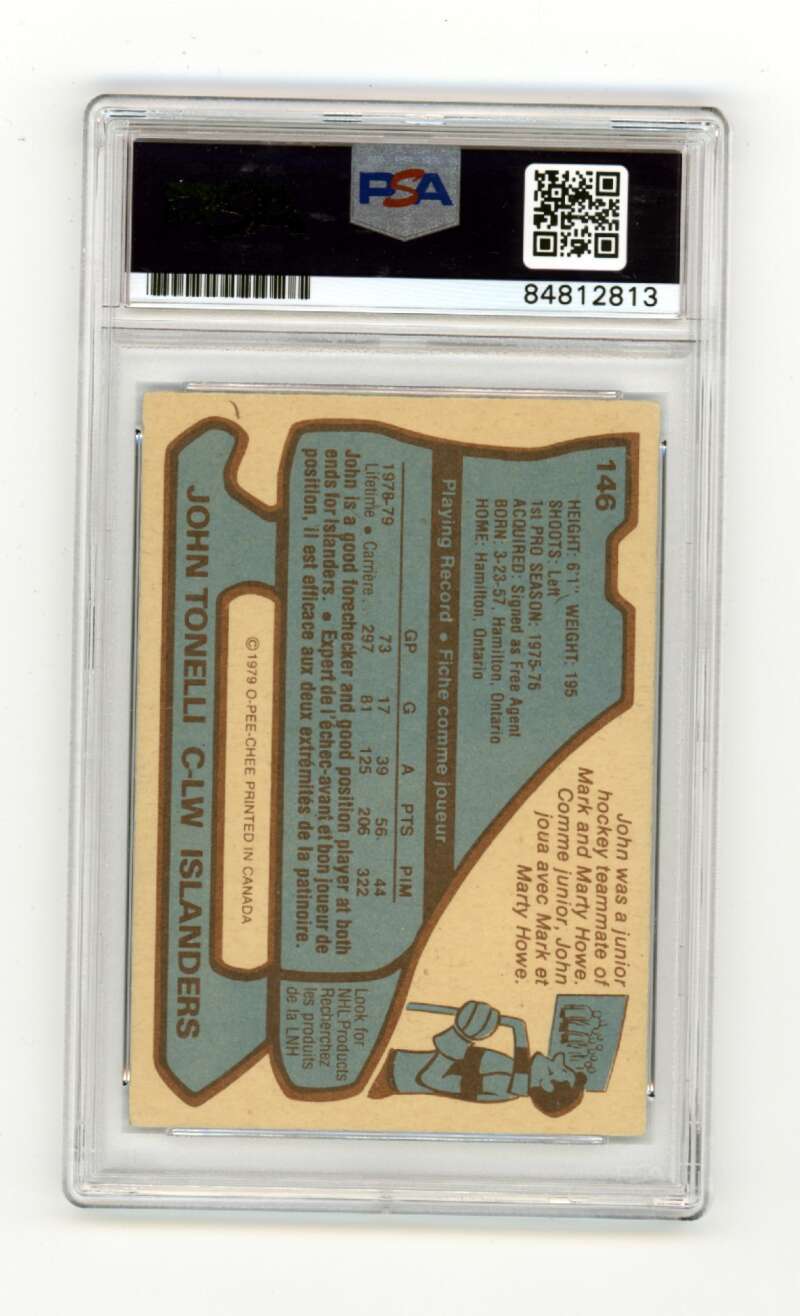 PSA
84812813
146
HEIGHT: 6'1" WEIGHT: 195
SHOOTS: Left
1st PRO SEASON: 1975-76
ACQUIRED: Signed as Free Agent
BORN: 3-23-57, Hamilton, Ontario
HOME: Hamilton, Ontario
John was a junior
hockey teammate of
Mark and Marty Howe.
Comme junior, John
joua avec Mark et
Marty Howe.
Playing Record • Fiche comme joueur
GP G A PTS PIM
1978-79 73 17 39 56 44
Lifetime • Carrière 297 81 125 206 322
John is a good forechecker and good position player at both
ends for Islanders. • Expert de l'échec-avant et bon joueur de
position, il est efficace aux deux extrémités de la patinoire.
Look for
NHL Products
Recherchez
les produits
de la LNH
© 1979 O-PEE-CHEE PRINTED IN CANADA
JOHN TONELLI C-LW ISLANDERS